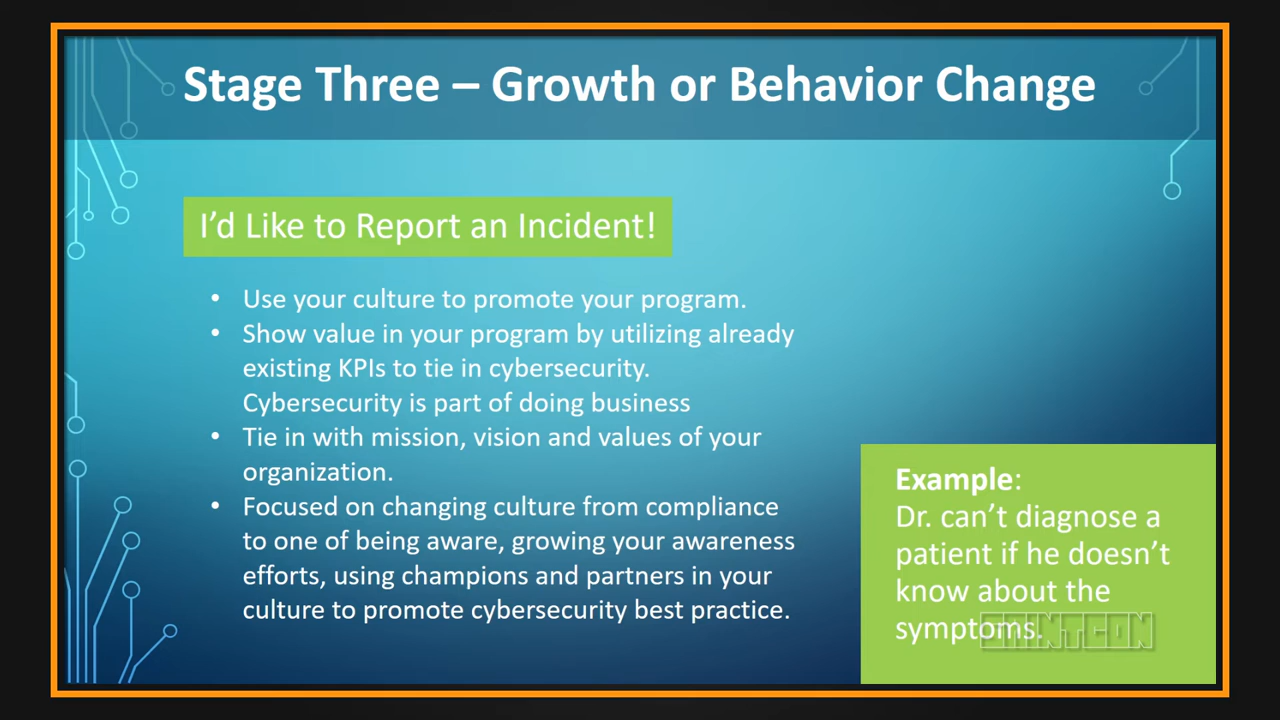 Stage Three – Growth or Behavior Change
I'd Like to Report an Incident!
• Use your culture to promote your program.
• Show value in your program by utilizing already
existing KPIs to tie in cybersecurity.
Cybersecurity is part of doing business
• Tie in with mission, vision and values of your
organization.
• Focused on changing culture from compliance
to one of being aware, growing your awareness
efforts, using champions and partners in your
culture to promote cybersecurity best practice.
Example:
Dr. can't diagnose a
patient if he doesn't
know about the
symptoms.
SAINTCON